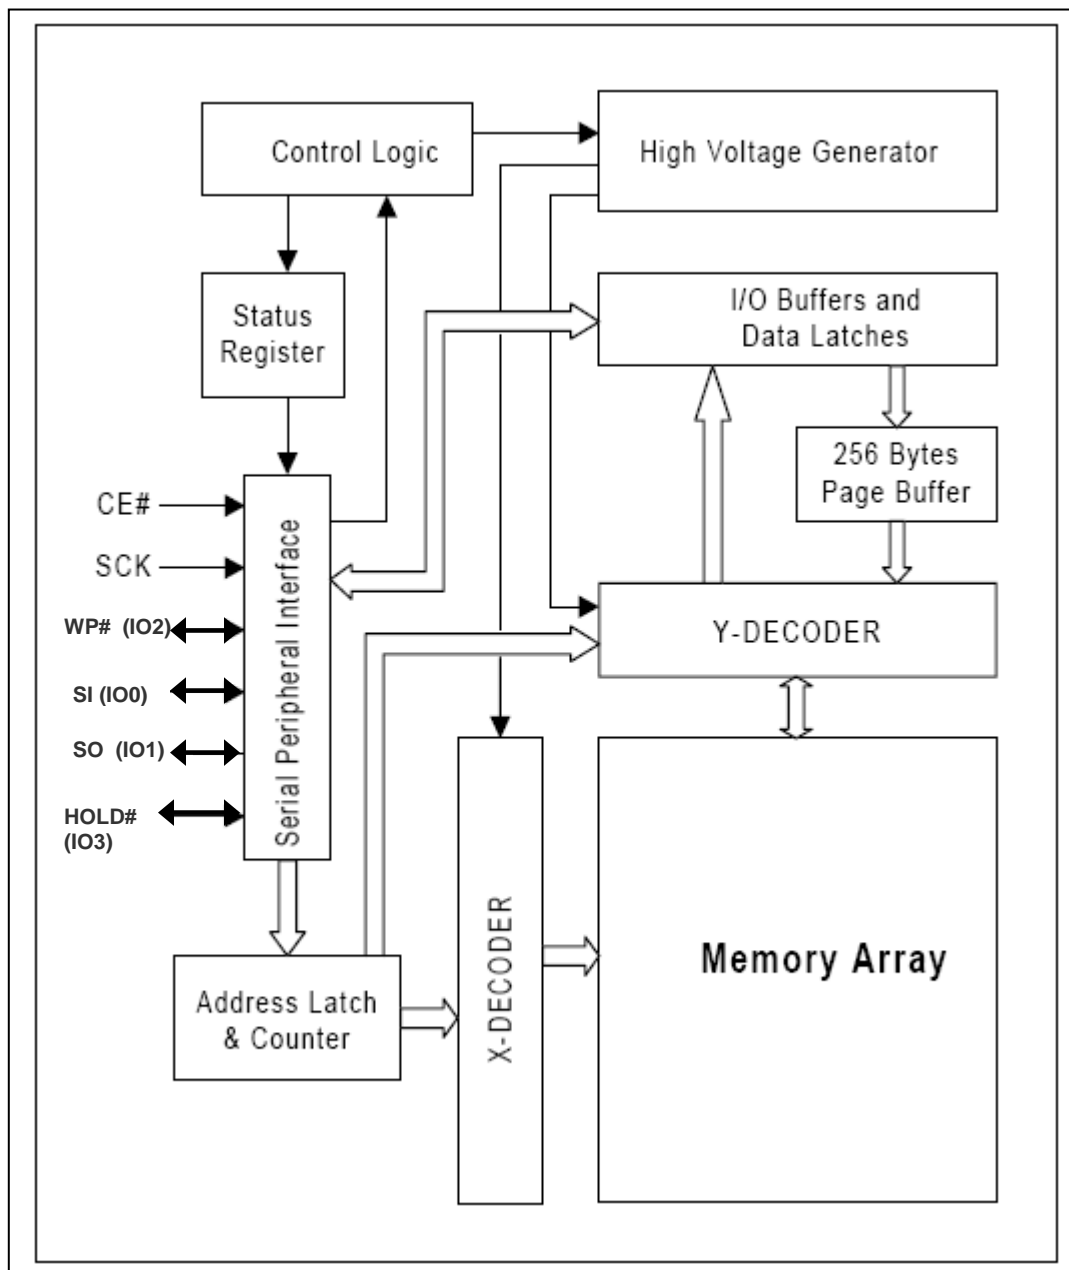 Control Logic
High Voltage Generator
Status
Register
I/O Buffers and
Data Latches
256 Bytes
Page Buffer
CE#
SCK
WP# (IO2)
SI (IO0)
SO (IO1)
HOLD#
(IO3)
Serial Peripheral Interface
Y-DECODER
Address Latch
& Counter
X-DECODER
Memory Array